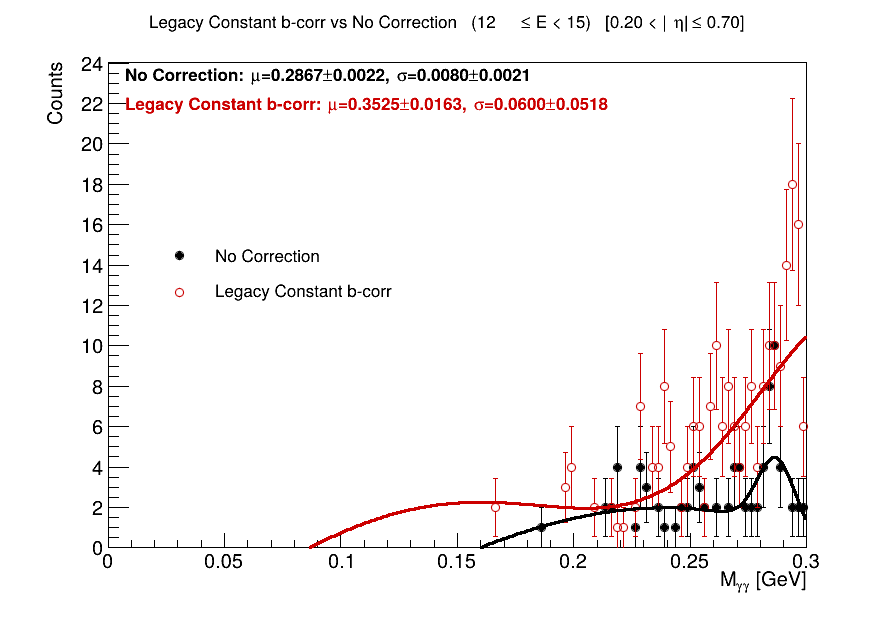 Legacy Constant b-corr vs No Correction (12 ≤ E < 15) [0.20 < | η| ≤ 0.70]
Counts
No Correction: μ=0.2867±0.0022, σ=0.0080±0.0021
Legacy Constant b-corr: μ=0.3525±0.0163, σ=0.0600±0.0518
No Correction
Legacy Constant b-corr
24
22
20
18
16
14
12
10
8
6
4
2
0
0 0.05 0.1 0.15 0.2 0.25 0.3
Mγγ [GeV]